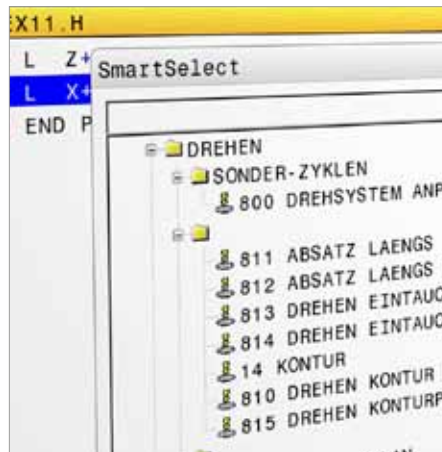 EX11.H
L Z+
L X+
END P
SmartSelect
DREHEN
SONDER-ZYKLEN
800 DREHSYSTEM ANP
811 ABSATZ LAENGS
812 ABSATZ LAENGS
813 DREHEN EINTAUC
814 DREHEN EINTAUC
14 KONTUR
810 DREHEN KONTUR
815 DREHEN KONTURP